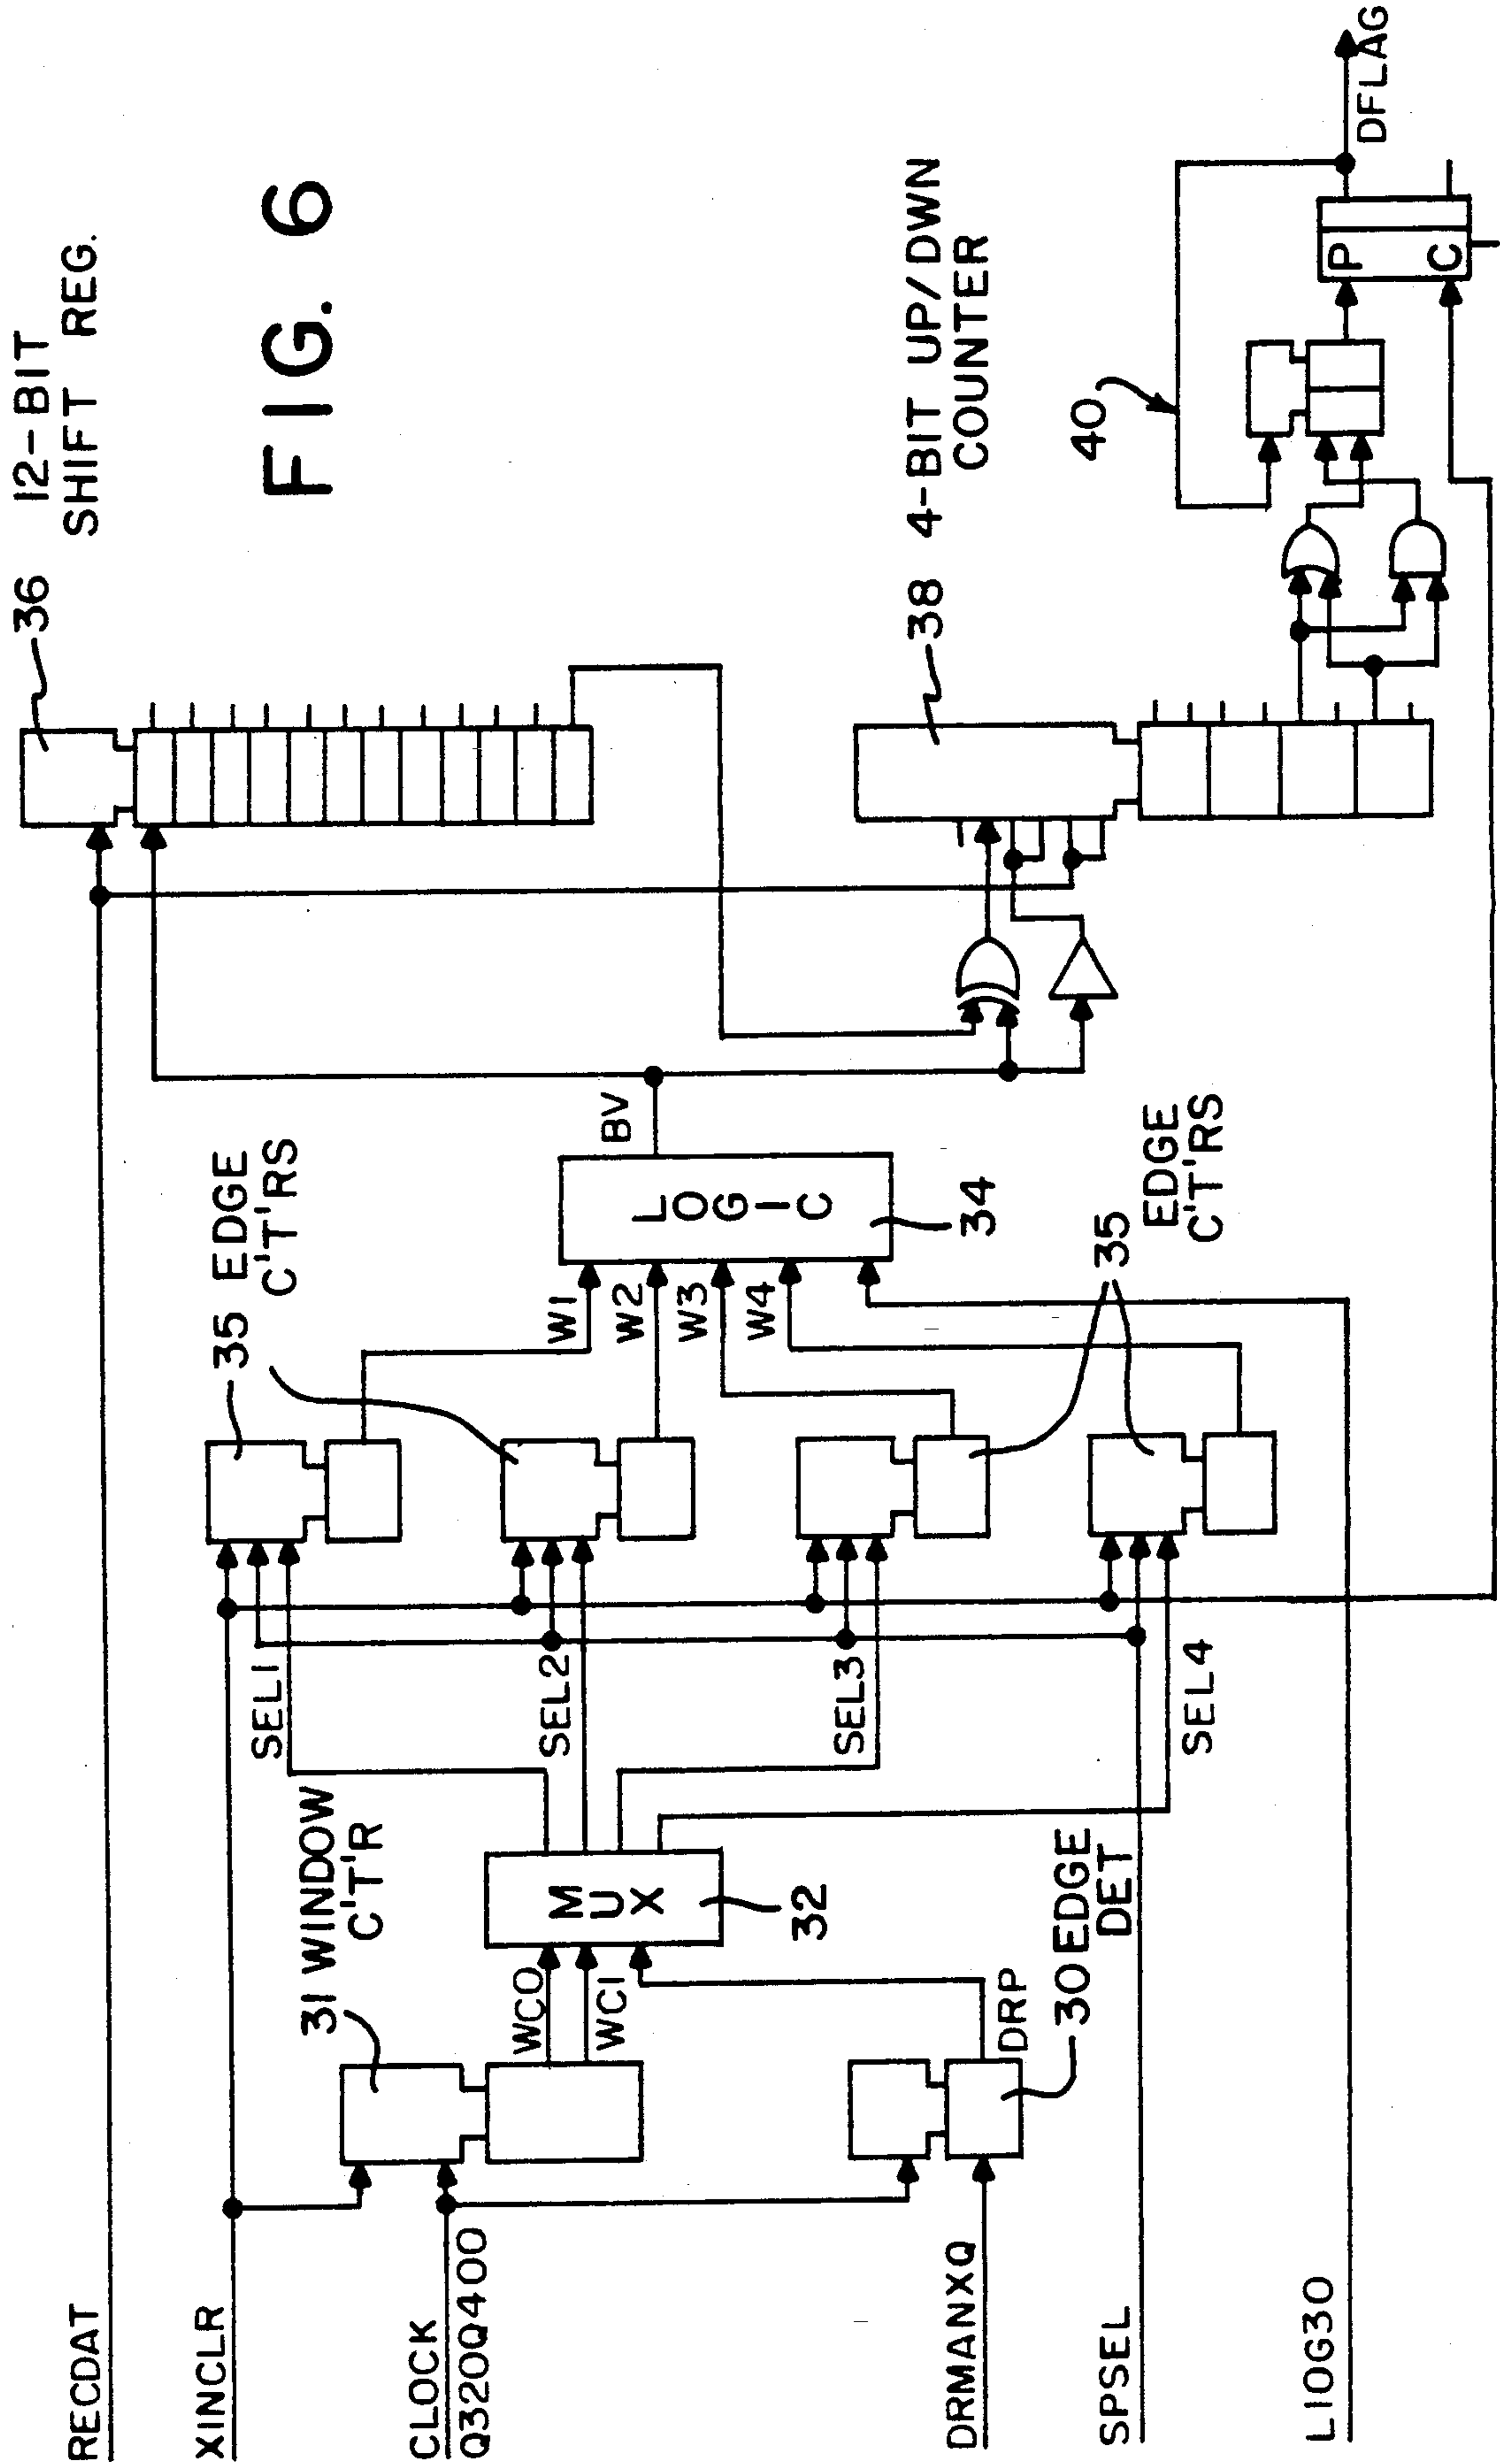 FIG. 6
RECDAT
XINCLR
CLOCK
Q320Q400
DRMANXQ
SPSEL
L10G30
31 WINDOW
C'T'R
WC0
WC1
DRP
30 EDGE
DET
MUX
32
SEL1
SEL2
SEL3
SEL4
35 EDGE
C'T'RS
W1
W2
W3
W4
35
EDGE
C'T'RS
LOGIC
34
BV
36
12-BIT
SHIFT REG.
38
4-BIT UP/DWN
COUNTER
40
P
C
DFLAG